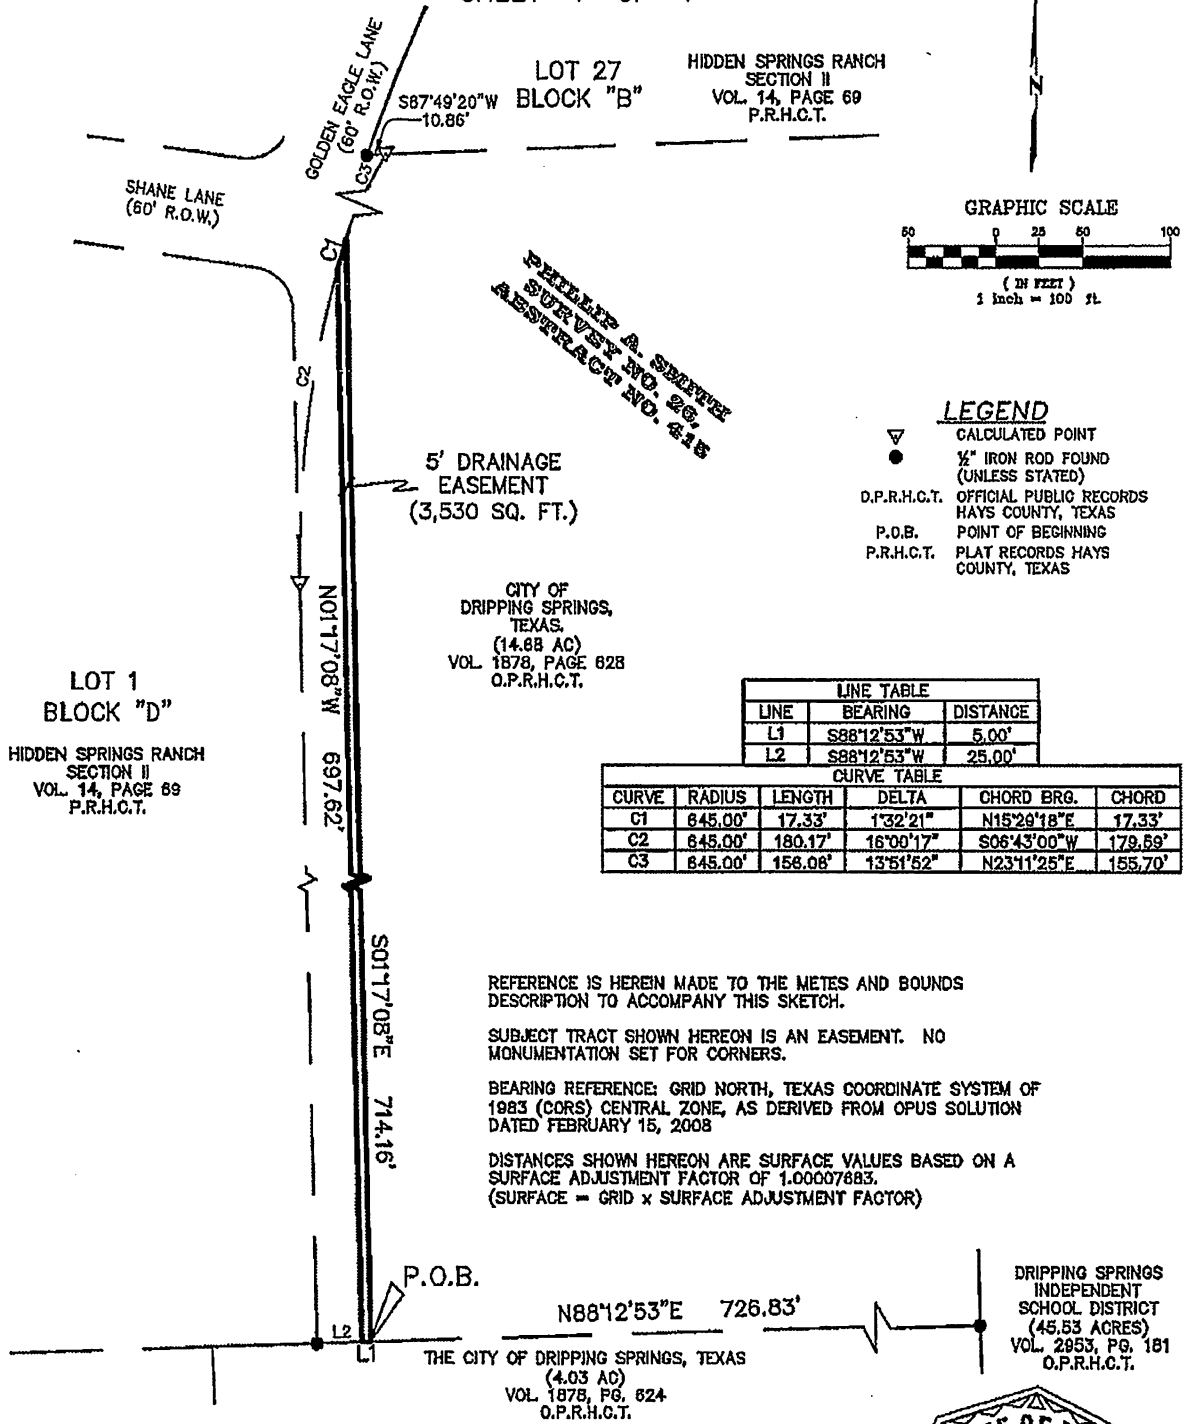 GOLDEN EAGLE LANE
(60' R.O.W.)
S87°49'20"W
10.86'
LOT 27
BLOCK "B"
HIDDEN SPRINGS RANCH
SECTION II
VOL. 14, PAGE 69
P.R.H.C.T.
N
SHANE LANE
(60' R.O.W.)
C3
C1
C2
GRAPHIC SCALE
50 0 25 50 100
( IN FEET )
1 inch = 100 ft.
PHILLIP A. SMITH
SURVEY NO. 26,
ABSTRACT NO. 415
LEGEND
CALCULATED POINT
½" IRON ROD FOUND
(UNLESS STATED)
O.P.R.H.C.T. OFFICIAL PUBLIC RECORDS
HAYS COUNTY, TEXAS
P.O.B. POINT OF BEGINNING
P.R.H.C.T. PLAT RECORDS HAYS
COUNTY, TEXAS
5' DRAINAGE
EASEMENT
(3,530 SQ. FT.)
CITY OF
DRIPPING SPRINGS,
TEXAS.
(14.68 AC)
VOL. 1878, PAGE 628
O.P.R.H.C.T.
N01°17'08"W 697.62'
LOT 1
BLOCK "D"
HIDDEN SPRINGS RANCH
SECTION II
VOL. 14, PAGE 69
P.R.H.C.T.
LINE TABLE
LINE BEARING DISTANCE
L1 S88°12'53"W 5.00'
L2 S88°12'53"W 25.00'
CURVE TABLE
CURVE RADIUS LENGTH DELTA CHORD BRG. CHORD
C1 645.00' 17.33' 1°32'21" N15°29'18"E 17.33'
C2 645.00' 180.17' 16°00'17" S06°43'00"W 179.59'
C3 645.00' 156.08' 13°51'52" N23°11'25"E 155.70'
S01°17'08"E 714.16'
REFERENCE IS HEREIN MADE TO THE METES AND BOUNDS
DESCRIPTION TO ACCOMPANY THIS SKETCH.
SUBJECT TRACT SHOWN HEREON IS AN EASEMENT. NO
MONUMENTATION SET FOR CORNERS.
BEARING REFERENCE: GRID NORTH, TEXAS COORDINATE SYSTEM OF
1983 (CORS) CENTRAL ZONE, AS DERIVED FROM OPUS SOLUTION
DATED FEBRUARY 15, 2008
DISTANCES SHOWN HEREON ARE SURFACE VALUES BASED ON A
SURFACE ADJUSTMENT FACTOR OF 1.00007683.
(SURFACE = GRID x SURFACE ADJUSTMENT FACTOR)
P.O.B.
N88°12'53"E 726.83'
L2
L1
THE CITY OF DRIPPING SPRINGS, TEXAS
(4.03 AC)
VOL. 1878, PG. 624
O.P.R.H.C.T.
DRIPPING SPRINGS
INDEPENDENT
SCHOOL DISTRICT
(45.53 ACRES)
VOL. 2953, PG. 181
O.P.R.H.C.T.